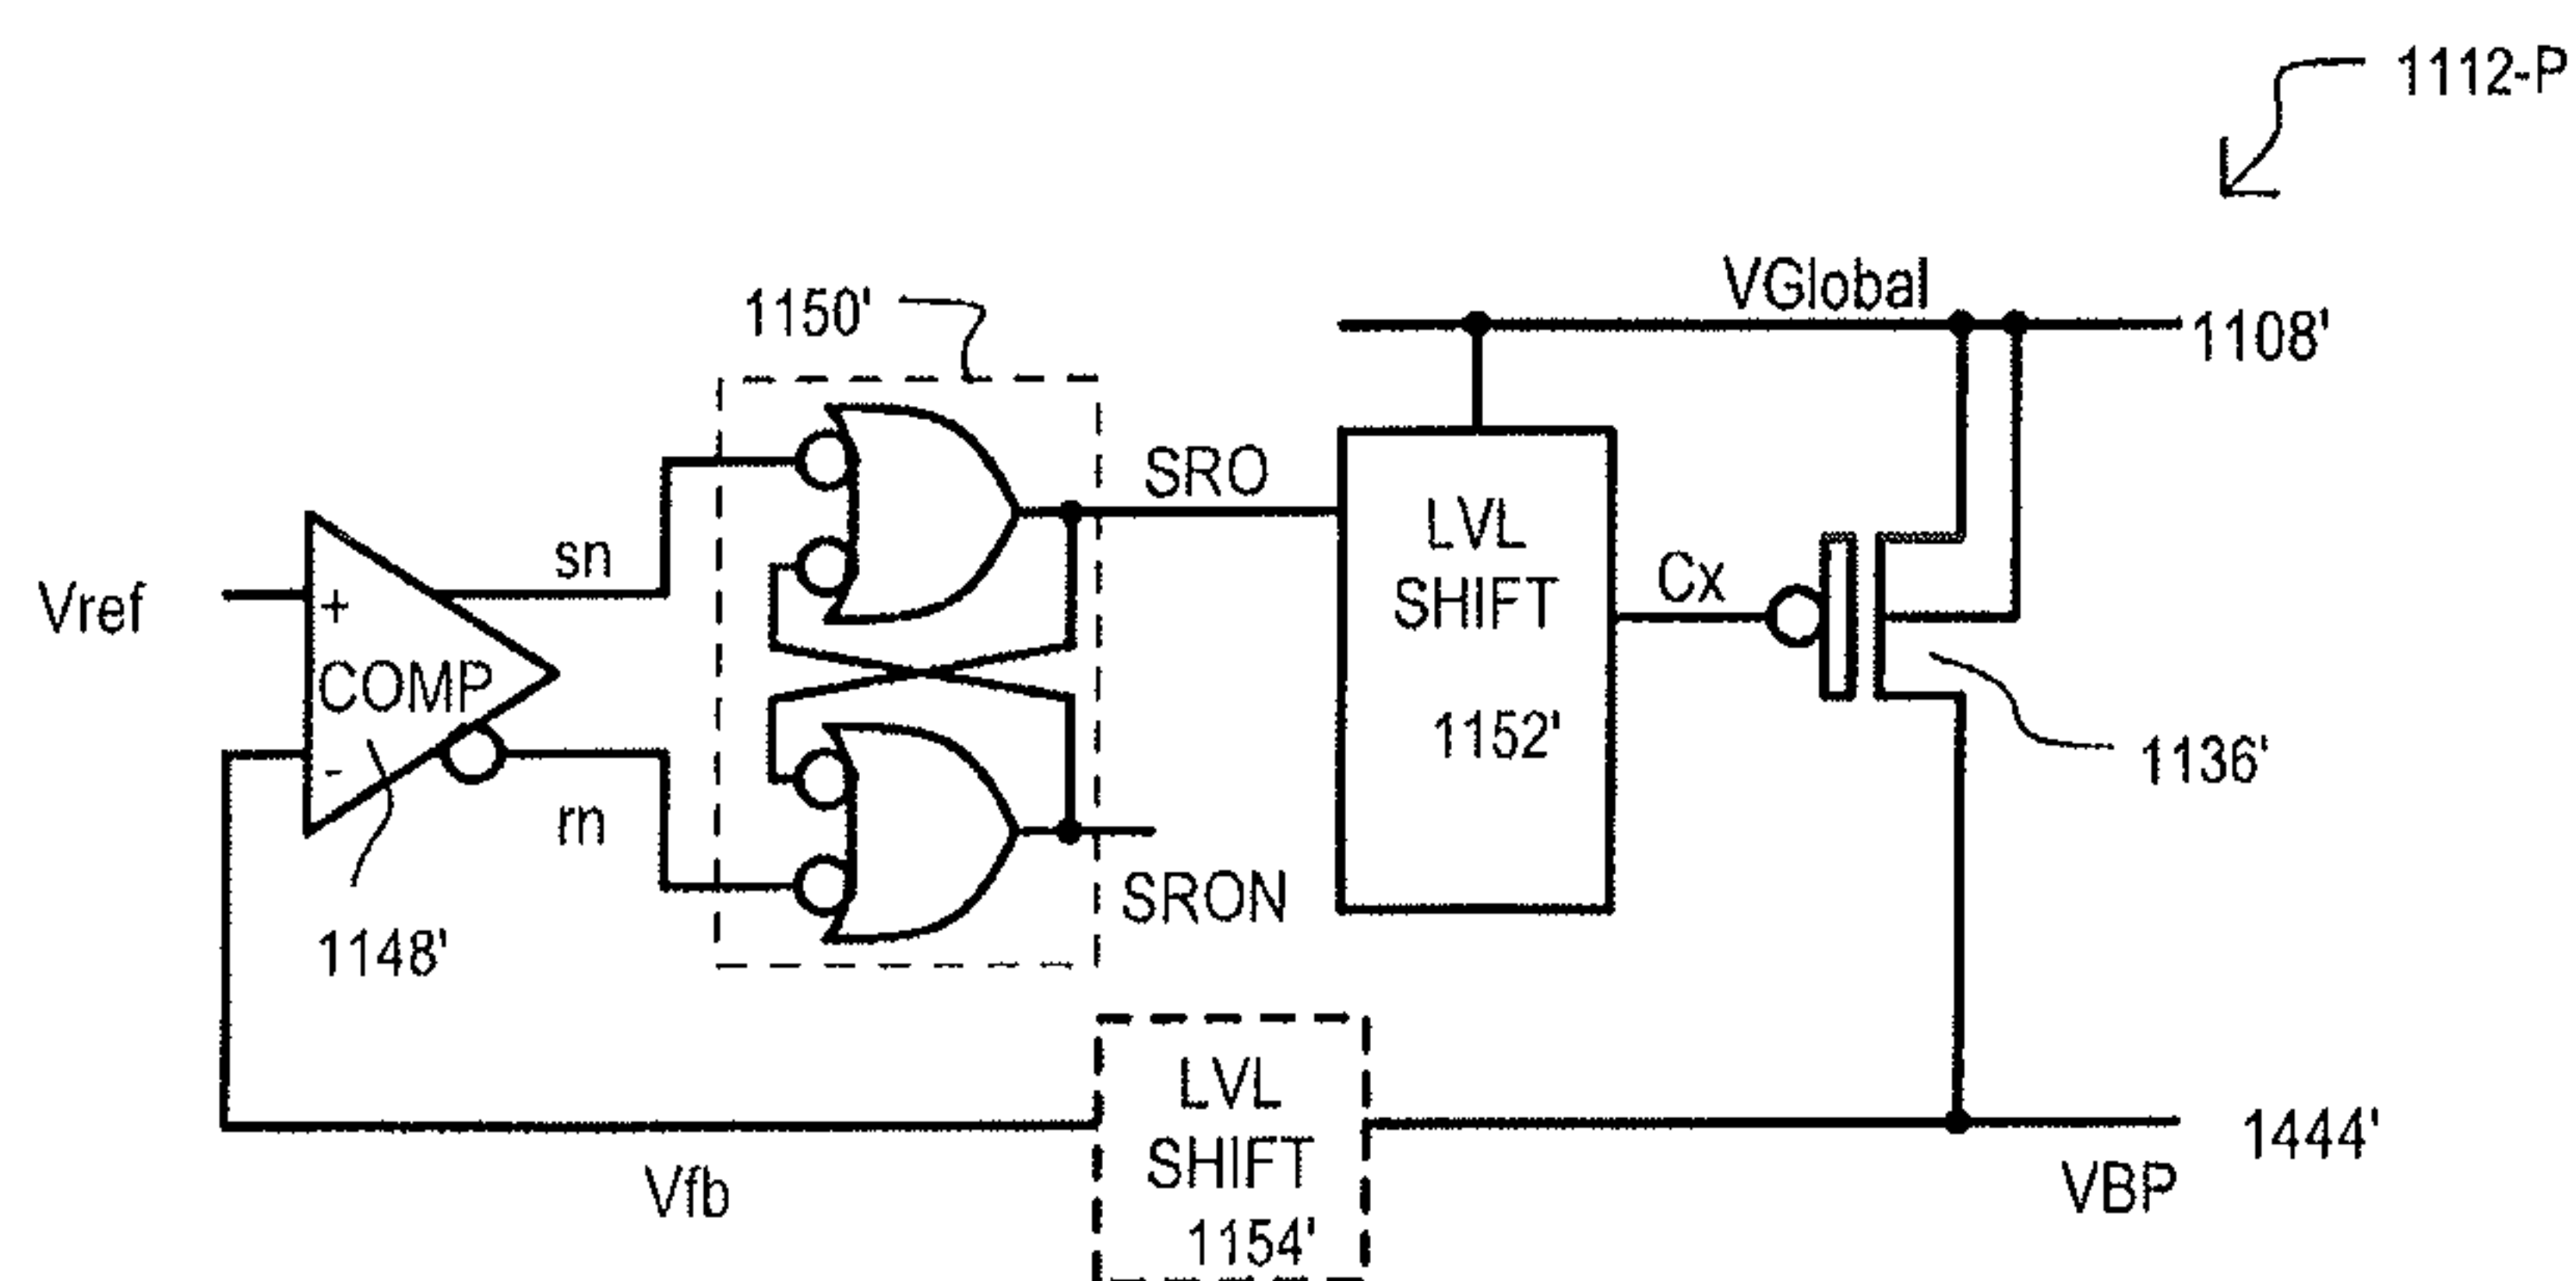 1112-P
VGlobal
1150'
1108'
SRO
LVL
SHIFT
1152'
sn
Vref
+
COMP
-
Cx
rn
1136'
SRON
1148'
LVL
SHIFT
1154'
1444'
Vfb
VBP